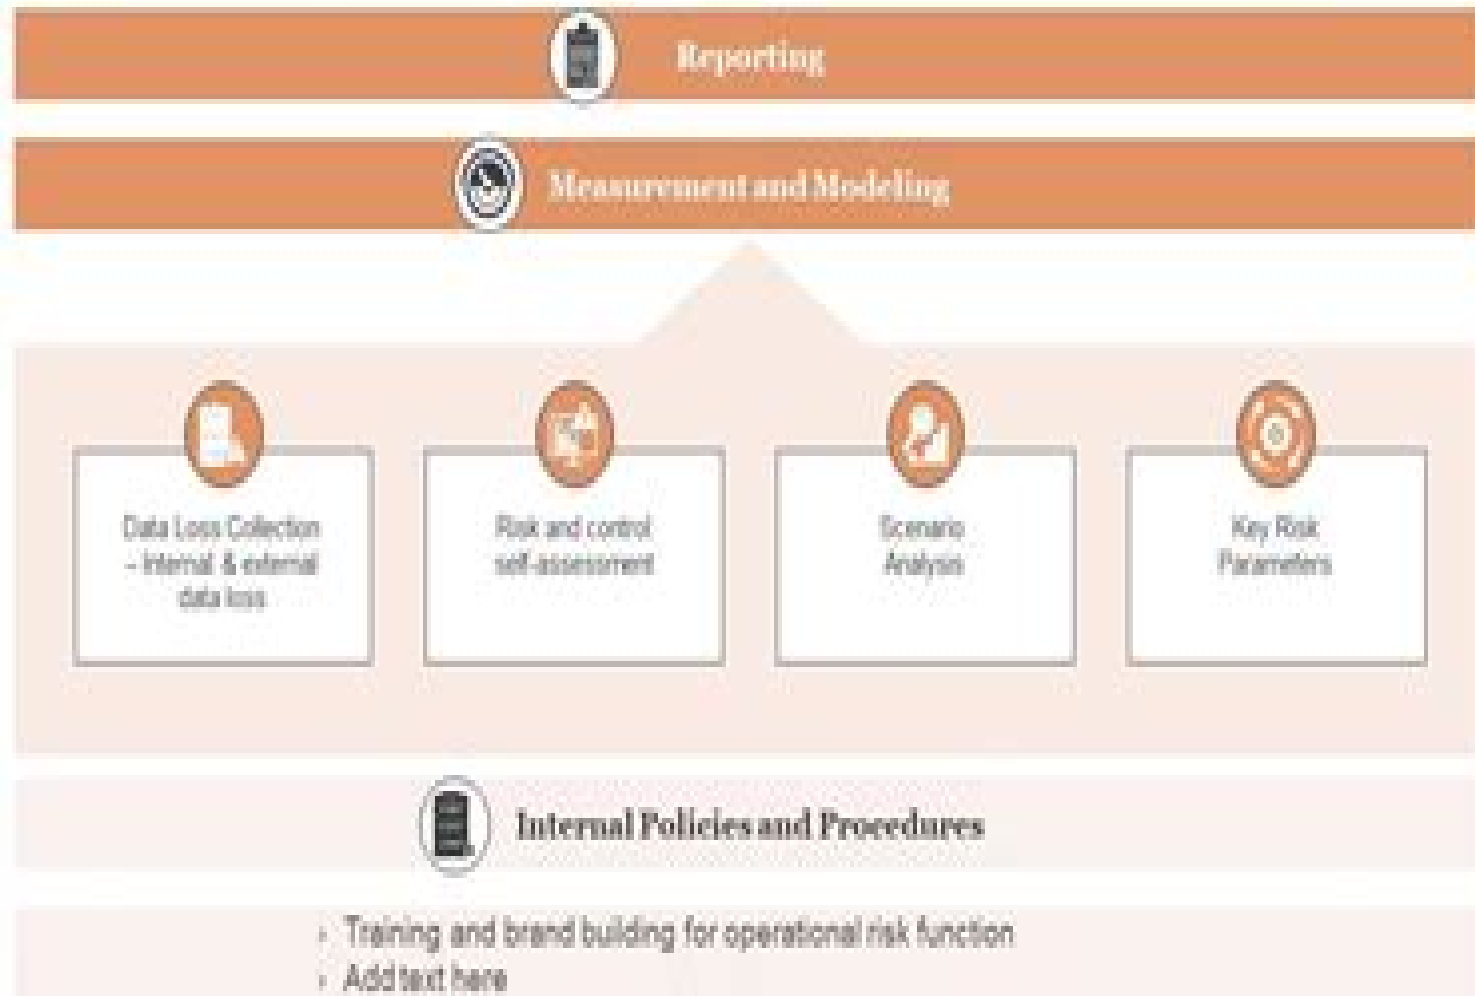 Reporting
Measurement and Modeling
Data Loss Collection
– Internal & external
data loss
Risk and control
self-assessment
Scenario
Analysis
Key Risk
Parameters
Internal Policies and Procedures
› Training and brand building for operational risk function
› Add text here